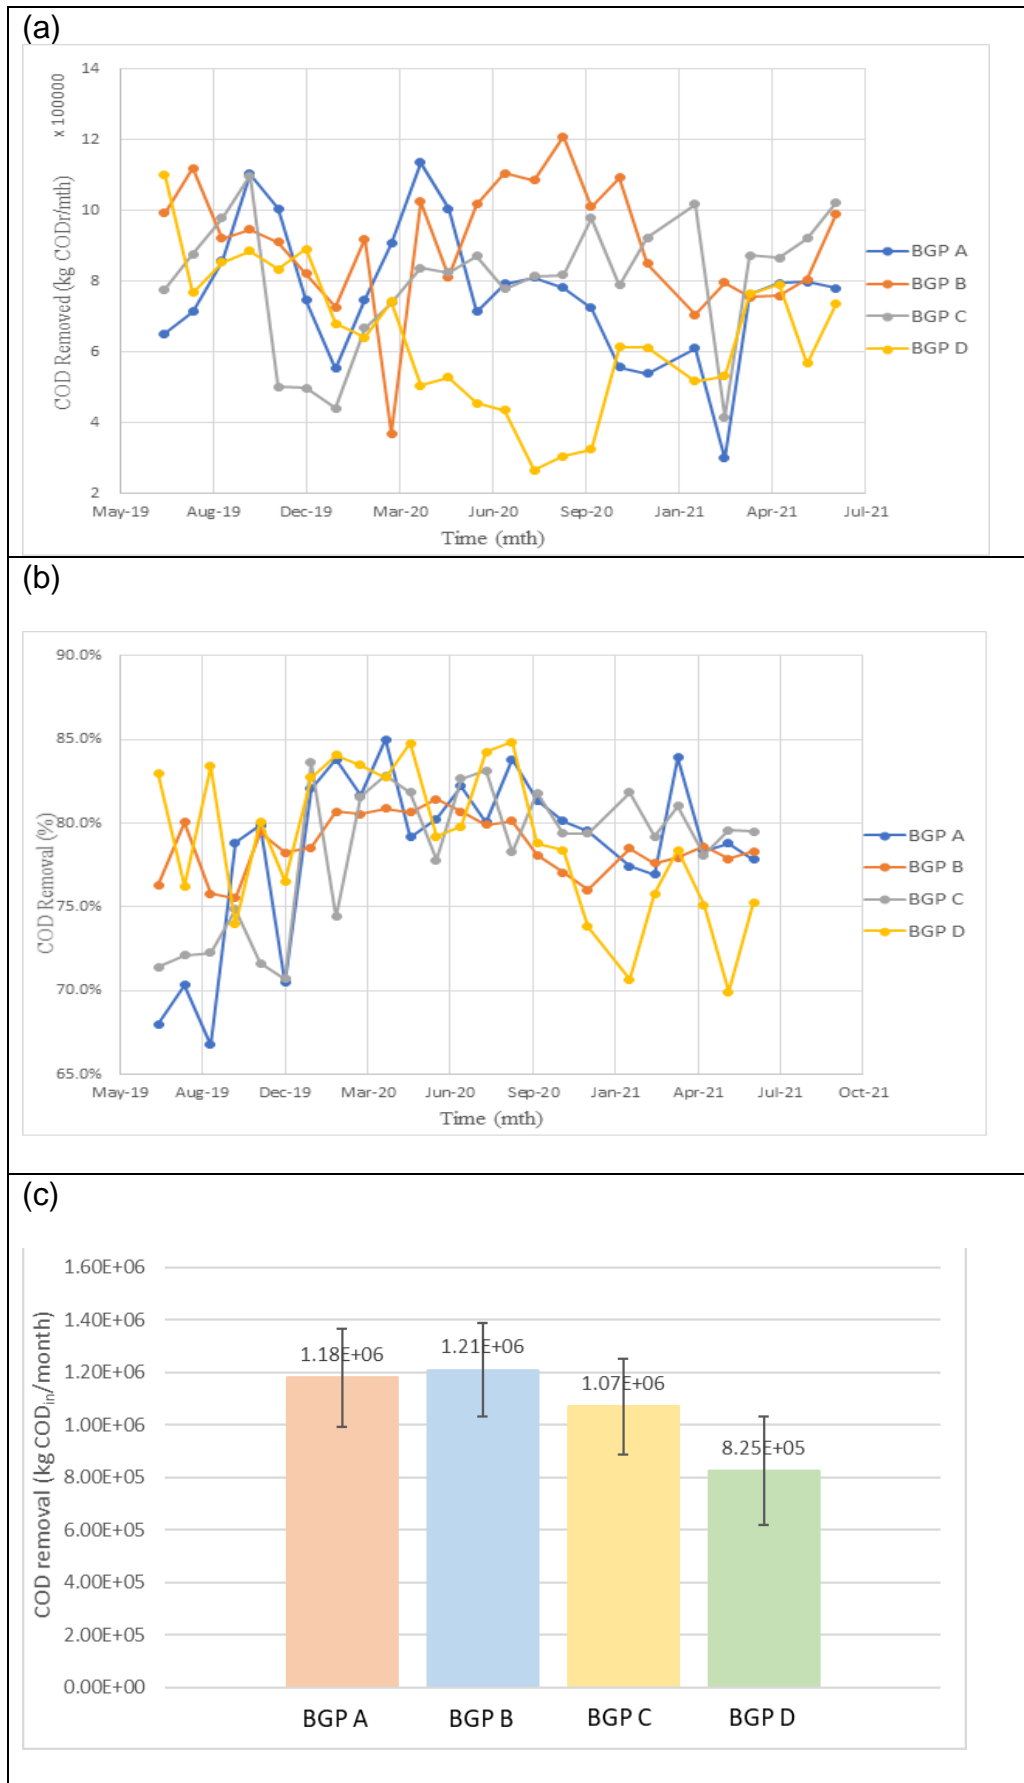 (a)
x 100000
COD Removed (kg CODr/mth)
14
12
10
8
6
4
2
May-19 Aug-19 Dec-19 Mar-20 Jun-20 Sep-20 Jan-21 Apr-21 Jul-21
Time (mth)
BGP A
BGP B
BGP C
BGP D
(b)
COD Removal (%)
90.0%
85.0%
80.0%
75.0%
70.0%
65.0%
May-19 Aug-19 Dec-19 Mar-20 Jun-20 Sep-20 Jan-21 Apr-21 Jul-21 Oct-21
Time (mth)
BGP A
BGP B
BGP C
BGP D
(c)
COD removal (kg CODin/month)
1.60E+06
1.40E+06
1.20E+06
1.00E+06
8.00E+05
6.00E+05
4.00E+05
2.00E+05
0.00E+00
1.18E+06
1.21E+06
1.07E+06
8.25E+05
BGP A BGP B BGP C BGP D